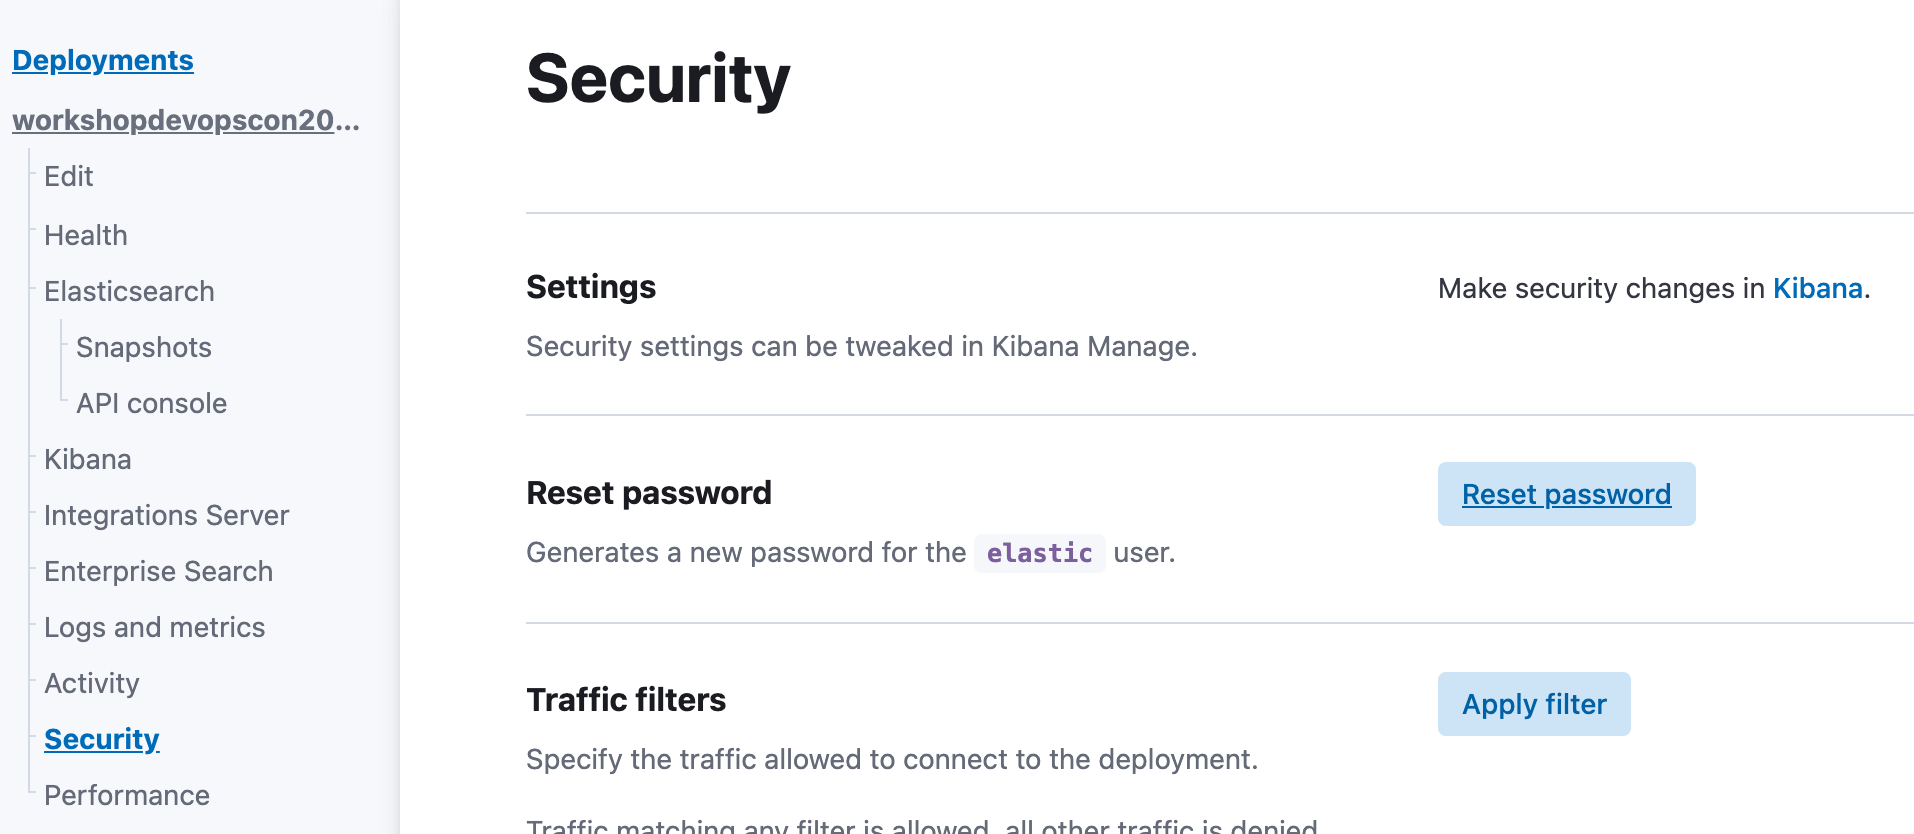 Deployments
workshopdevopscon20...
Edit
Health
Elasticsearch
Snapshots
API console
Kibana
Integrations Server
Enterprise Search
Logs and metrics
Activity
Security
Performance
Security
Settings
Security settings can be tweaked in Kibana Manage.
Make security changes in Kibana.
Reset password
Generates a new password for the elastic user.
Reset password
Traffic filters
Specify the traffic allowed to connect to the deployment.
Apply filter
Traffic matching any filter is allowed, all other traffic is denied